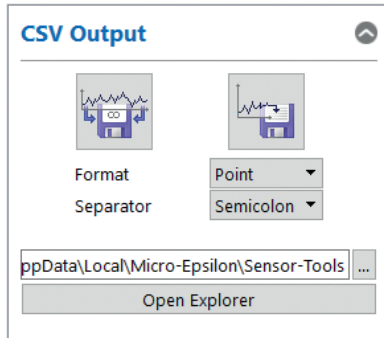 CSV Output
Format Point
Separator Semicolon
ppData\Local\Micro-Epsilon\Sensor-Tools ...
Open Explorer